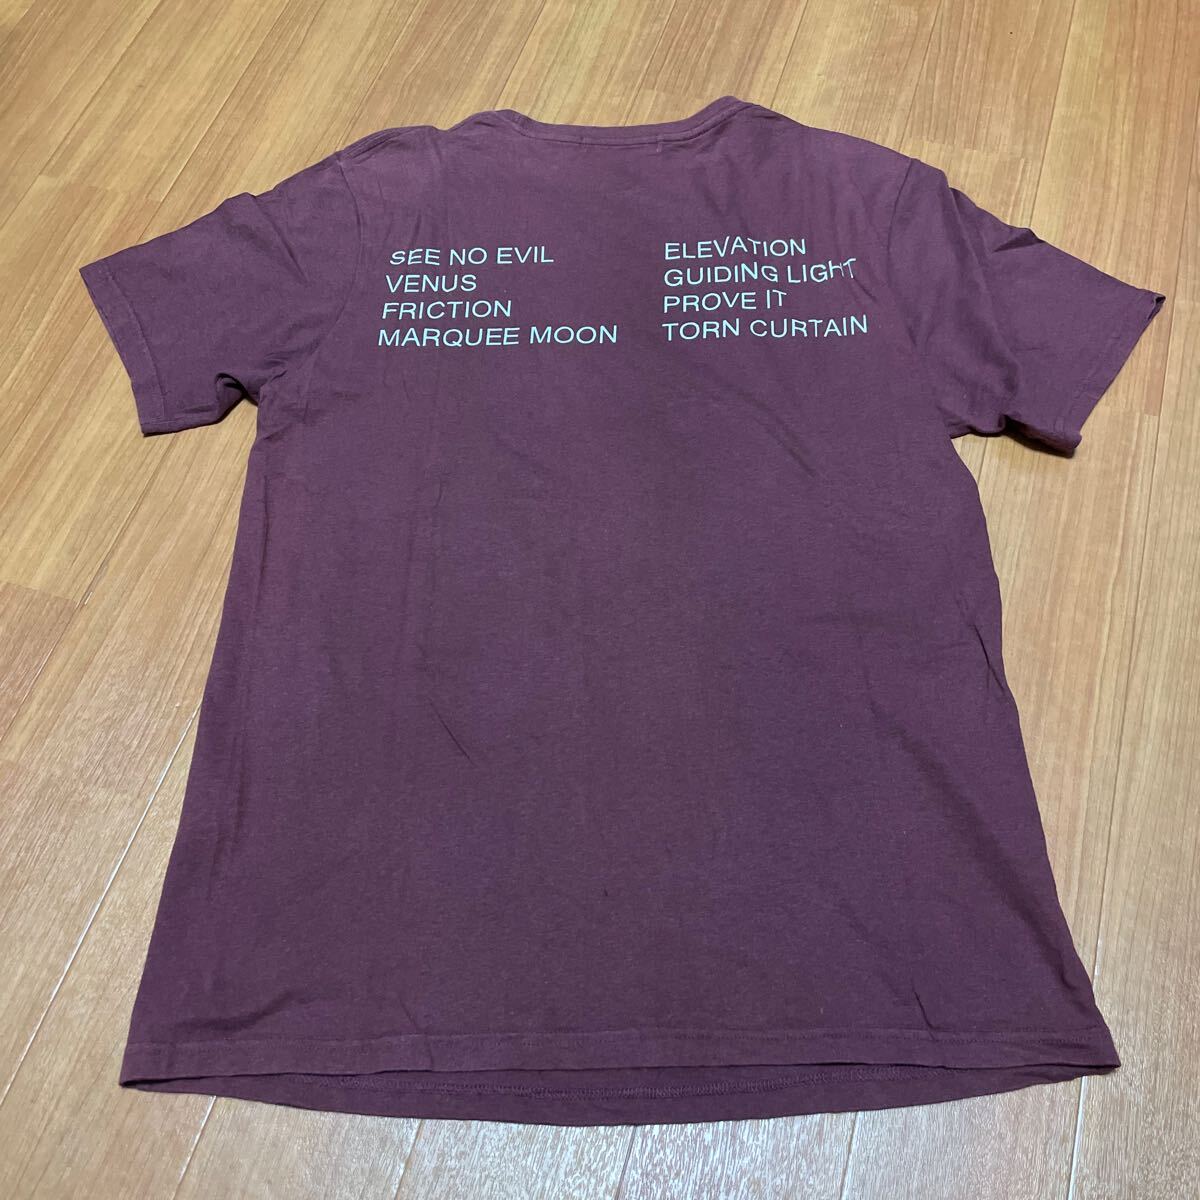 SEE NO EVIL
VENUS
FRICTION
MARQUEE MOON
ELEVATION
GUIDING LIGHT
PROVE IT
TORN CURTAIN